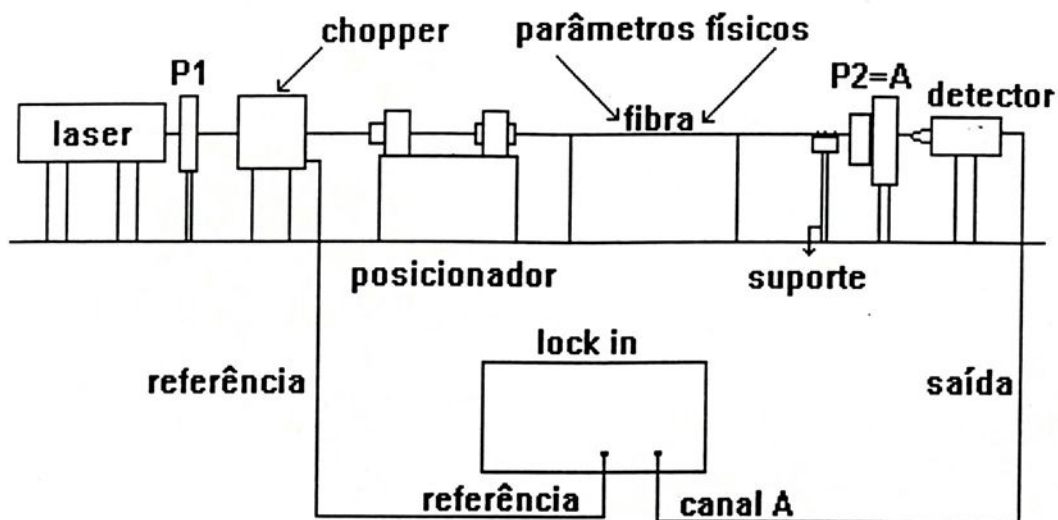 chopper
parâmetros físicos
P1
P2=A
detector
laser
fibra
posicionador
suporte
lock in
referência
saída
referência
canal A